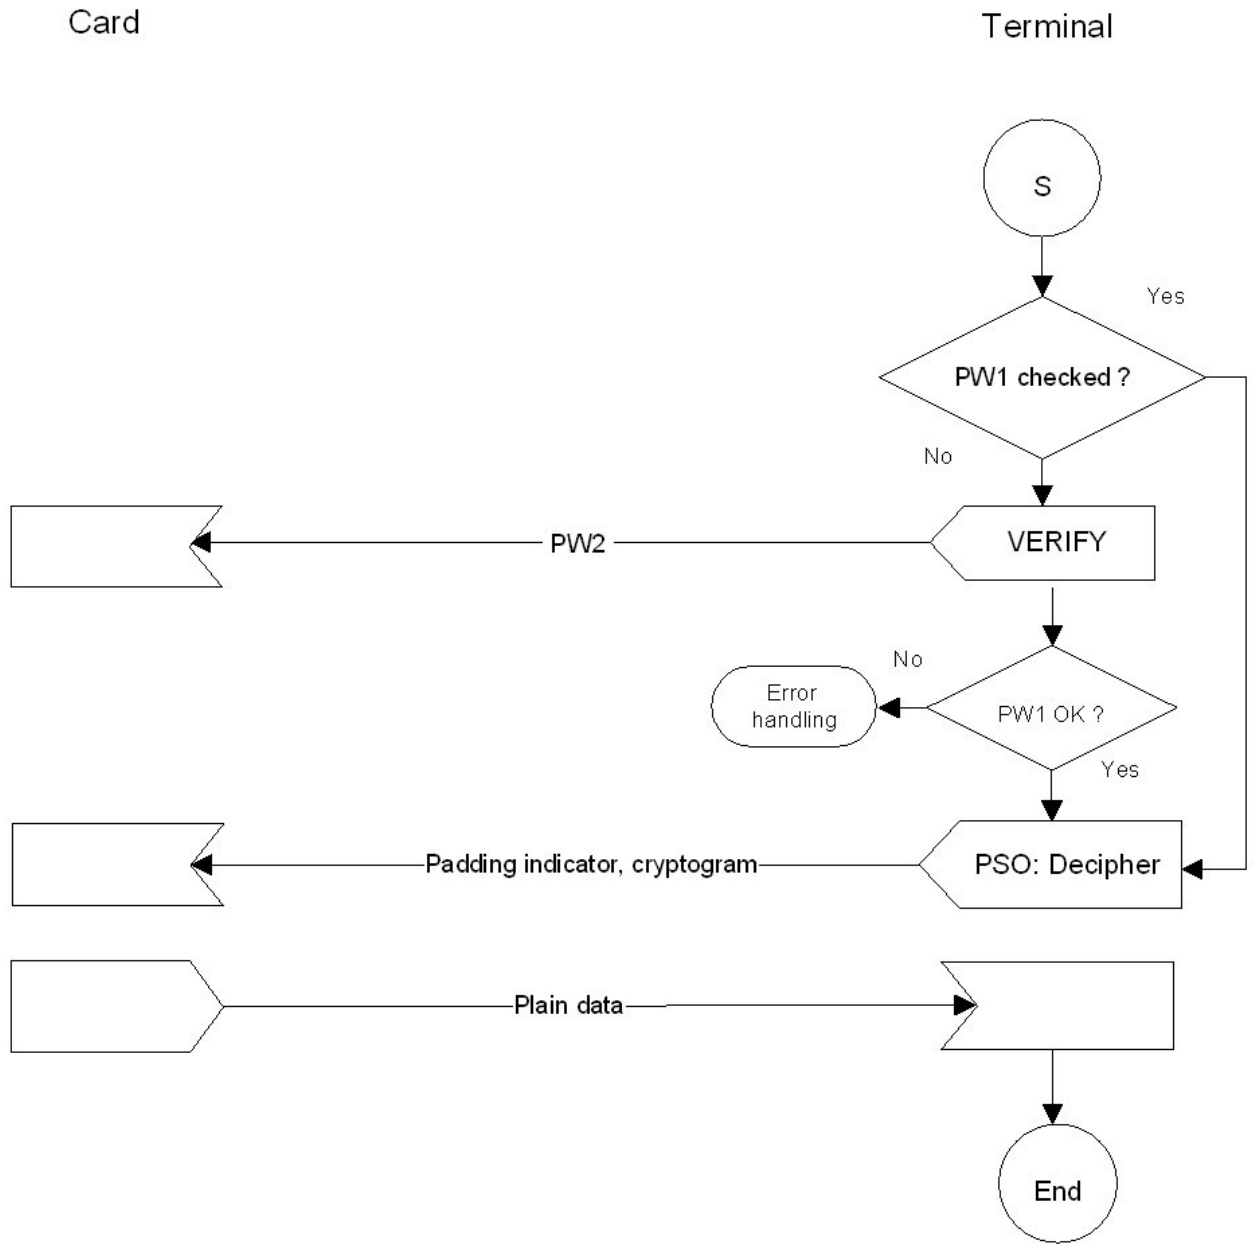 Card
Terminal
S
Yes
PW1 checked ?
No
PW2
VERIFY
No
Error
handling
PW1 OK ?
Yes
Padding indicator, cryptogram
PSO: Decipher
Plain data
End